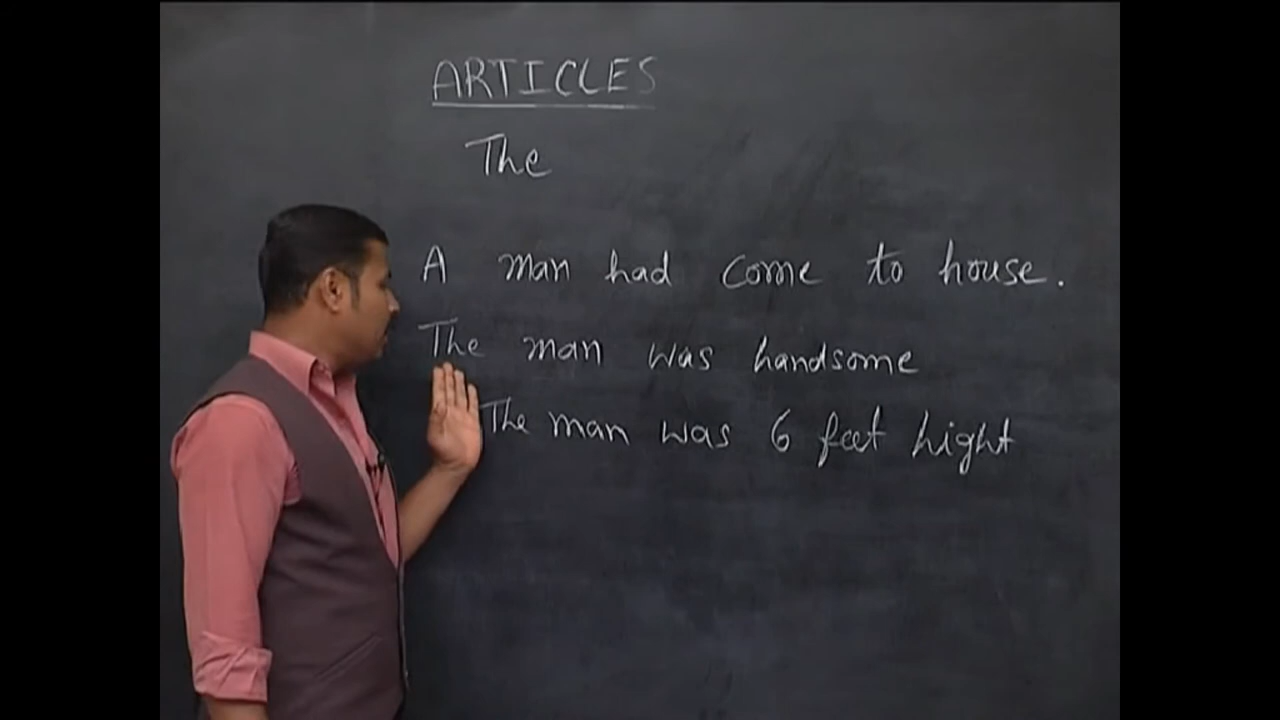 ARTICLES
The
A man had come to house.
The man was handsome
The man was 6 feet hight